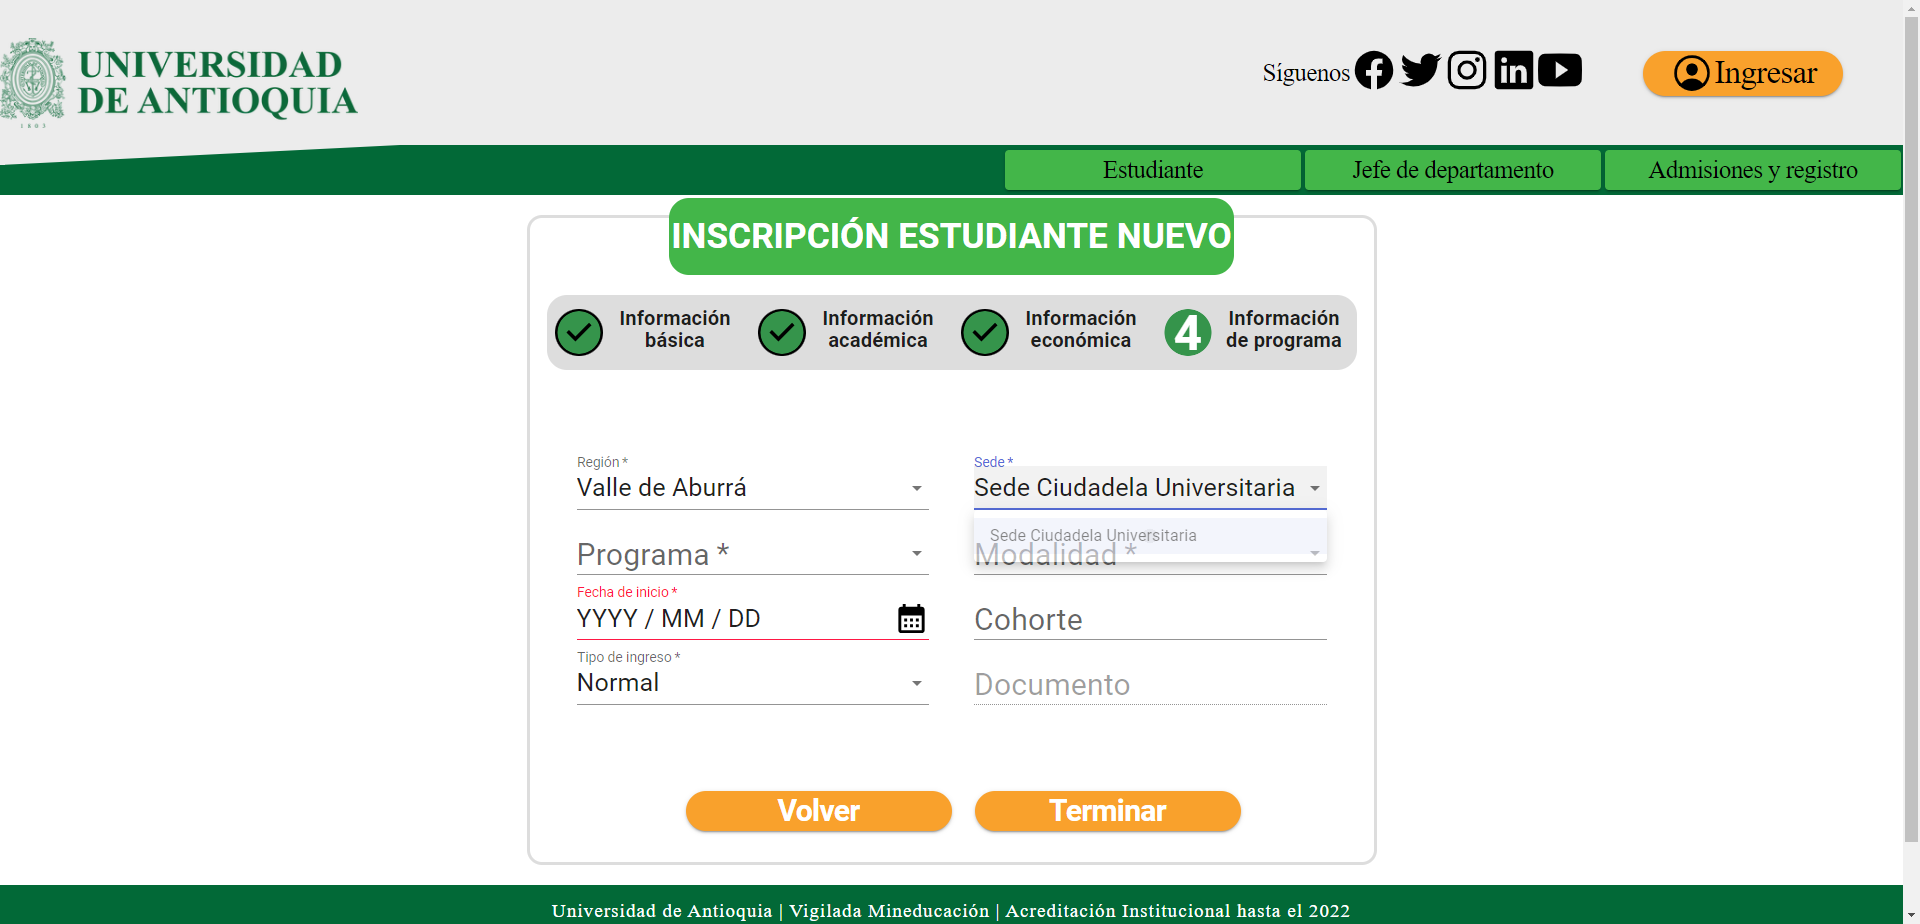 UNIVERSIDAD
DE ANTIOQUIA
1803
Síguenos
Ingresar
Estudiante
Jefe de departamento
Admisiones y registro
INSCRIPCIÓN ESTUDIANTE NUEVO
Información
básica
Información
académica
Información
económica
4
Información
de programa
Región *
Valle de Aburrá
Sede *
Sede Ciudadela Universitaria
Sede Ciudadela Universitaria
Programa *
Modalidad *
Fecha de inicio *
YYYY / MM / DD
Cohorte
Tipo de ingreso *
Normal
Documento
Volver
Terminar
Universidad de Antioquia | Vigilada Mineducación | Acreditación Institucional hasta el 2022